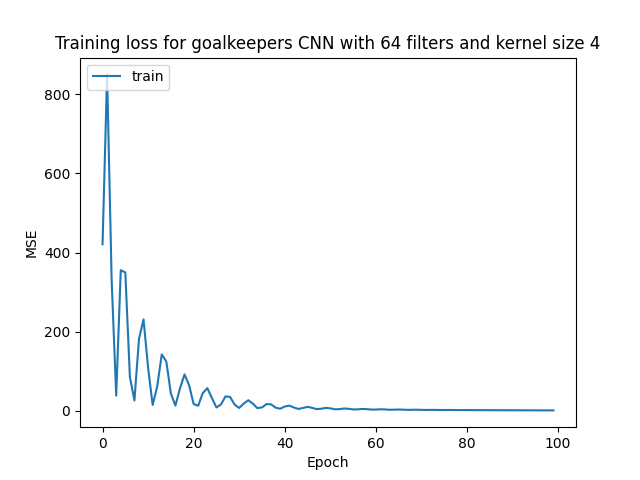 Training loss for goalkeepers CNN with 64 filters and kernel size 4
train
800
600
400
200
0
MSE
0 20 40 60 80 100
Epoch